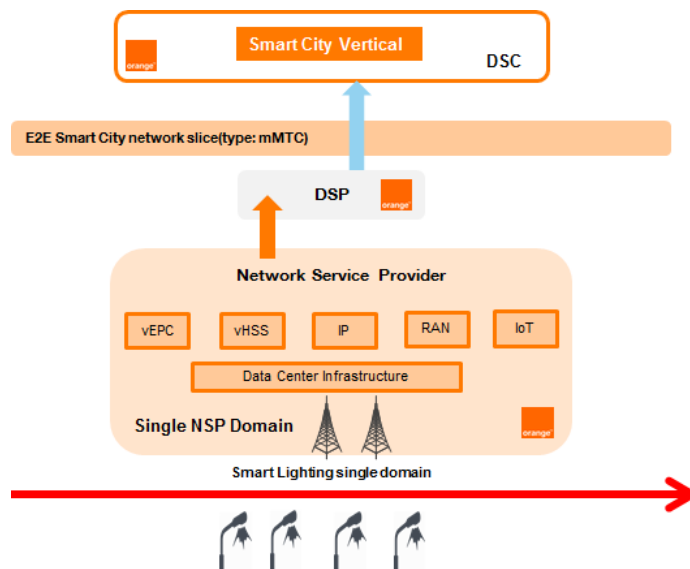 Smart City Vertical
orange
DSC
E2E Smart City network slice(type: mMTC)
DSP
orange
Network Service Provider
vEPC
vHSS
IP
RAN
IoT
Data Center Infrastructure
Single NSP Domain
orange
Smart Lighting single domain